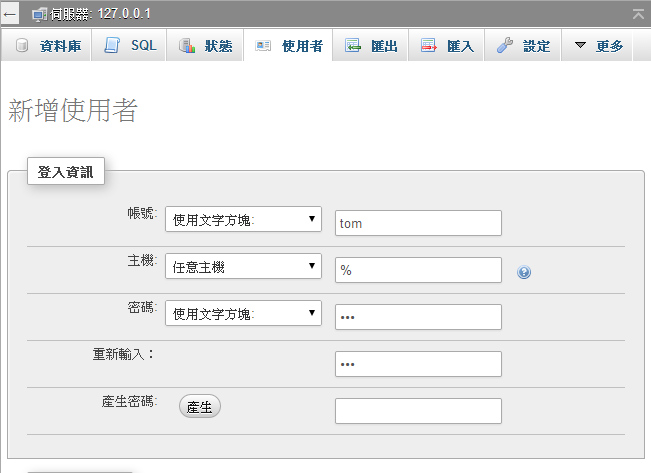 伺服器: 127.0.0.1
資料庫 SQL 狀態 使用者 匯出 匯入 設定 更多
新增使用者
登入資訊
帳號: 使用文字方塊: tom
主機: 任意主機 %
密碼: 使用文字方塊: •••
重新輸入： •••
產生密碼: 產生